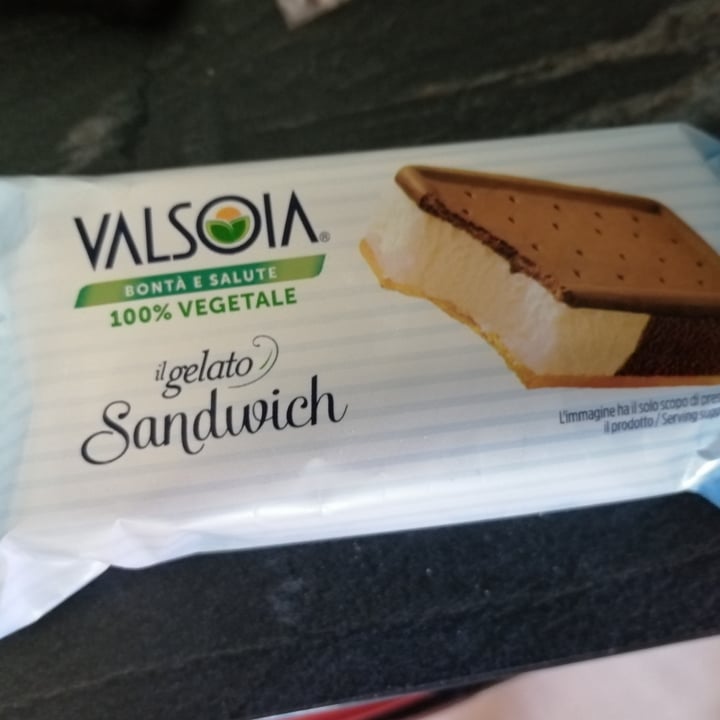 VALSOIA®
BONTÀ E SALUTE
100% VEGETALE
il gelato
Sandwich
L'immagine ha il solo scopo di
il prodotto / Serving